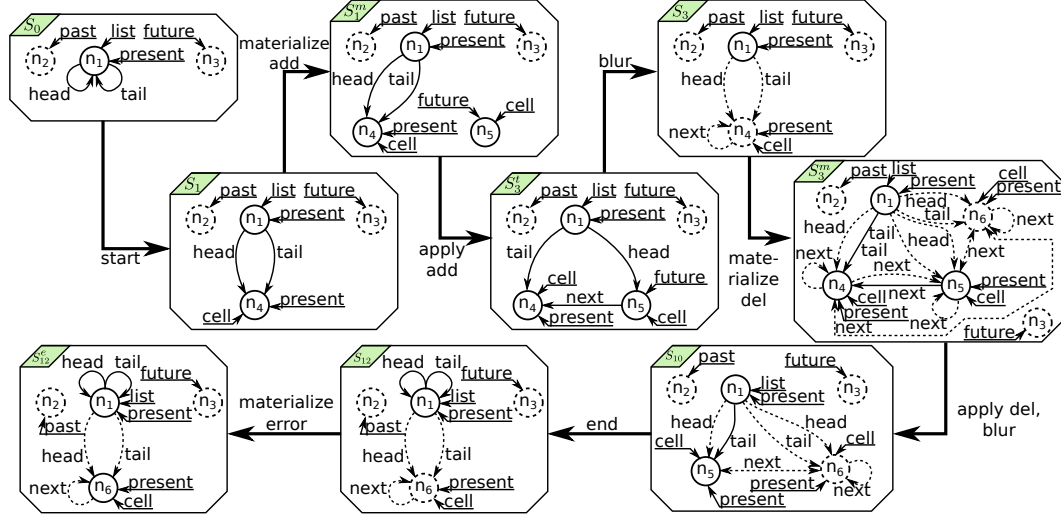 S₀
past list future
n₂ n₁ present n₃
head tail
materialize
add
S₁ᵐ
past list future
n₂ n₁ present n₃
head tail
future cell
n₄ present n₅
cell
blur
S₃
past list future
n₂ n₁ present n₃
head tail
next n₄ present
cell
start
S₁
past list future
n₂ n₁ present n₃
head tail
n₄ present
cell
apply
add
S₃ᵗ
past list future
n₂ n₁ present n₃
tail head
cell future
n₄ next n₅
present cell
mate-
rialize
del
S₃ᵐ
past list
present
cell
present
n₂ n₁ head
tail n₆ next
head tail head
tail
next next next
n₄ next n₅ present
cell cell
present
next next
n₃
future
apply del,
blur
S₁₂ᵉ
head tail
future
n₂ n₁ list n₃
present
past
head tail
next n₆ present
cell
materialize
error
S₁₂
head tail
future
n₂ n₁ list n₃
present
past
head tail
next n₆ present
cell
end
S₁₀
past future
n₂ n₁ list n₃
present
head tail tail head
cell cell
n₅ next n₆
present next
present